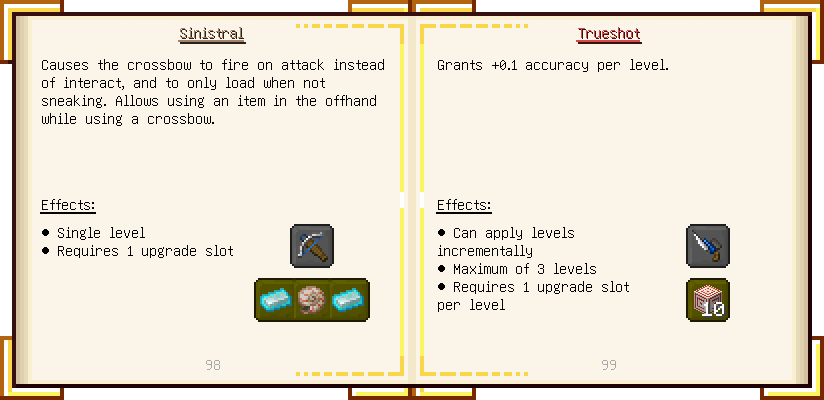 Sinistral
Causes the crossbow to fire on attack instead
of interact, and to only load when not
sneaking. Allows using an item in the offhand
while using a crossbow.
Effects:
● Single level
● Requires 1 upgrade slot
98
Trueshot
Grants +0.1 accuracy per level.
Effects:
● Can apply levels
incrementally
● Maximum of 3 levels
● Requires 1 upgrade slot
per level
10
99